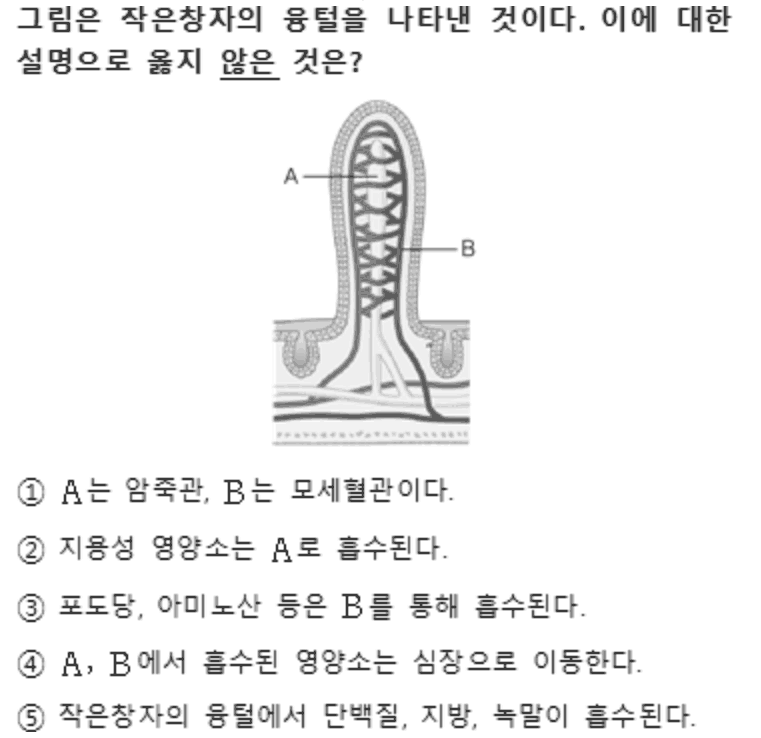 그림은 작은창자의 융털을 나타낸 것이다. 이에 대한
설명으로 옳지 않은 것은?
A
B
① A는 암죽관, B는 모세혈관이다.
② 지용성 영양소는 A로 흡수된다.
③ 포도당, 아미노산 등은 B를 통해 흡수된다.
④ A, B에서 흡수된 영양소는 심장으로 이동한다.
⑤ 작은창자의 융털에서 단백질, 지방, 녹말이 흡수된다.